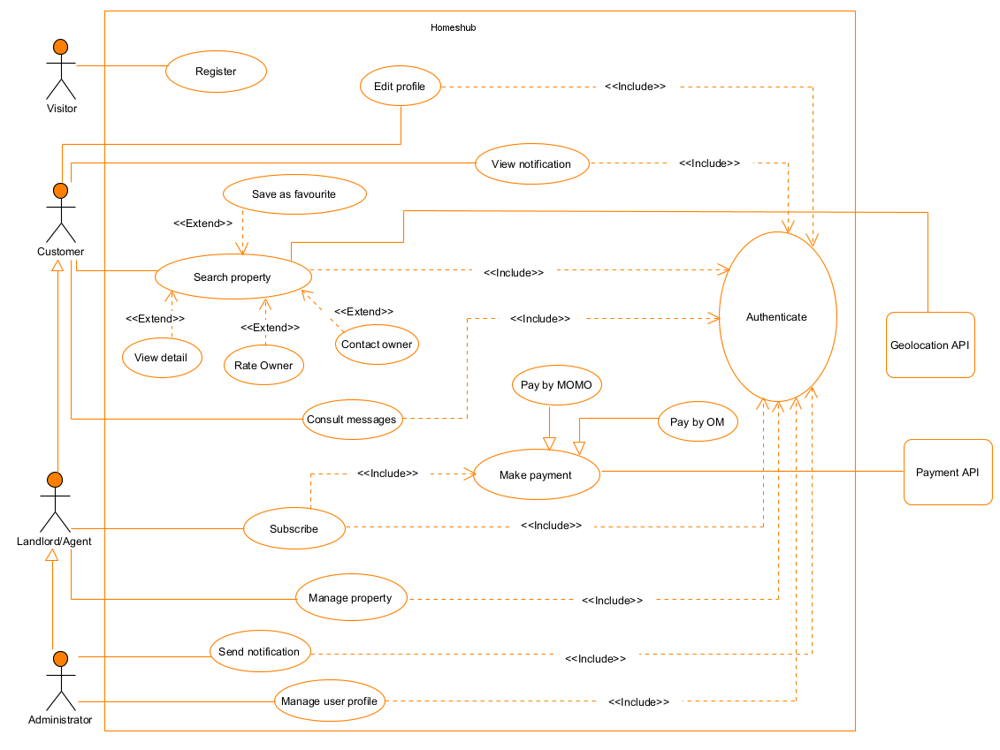 Homeshub
Register
Visitor
Edit profile
<<Include>>
View notification
<<Include>>
Save as favourite
<<Extend>>
Customer
Search property
<<Include>>
<<Extend>>
<<Extend>>
<<Extend>>
<<Include>>
Authenticate
View detail
Rate Owner
Contact owner
Geolocation API
Pay by MOMO
Consult messages
Pay by OM
<<Include>>
Make payment
Payment API
Subscribe
<<Include>>
Landlord/Agent
Manage property
<<Include>>
Send notification
<<Include>>
Manage user profile
<<Include>>
Administrator